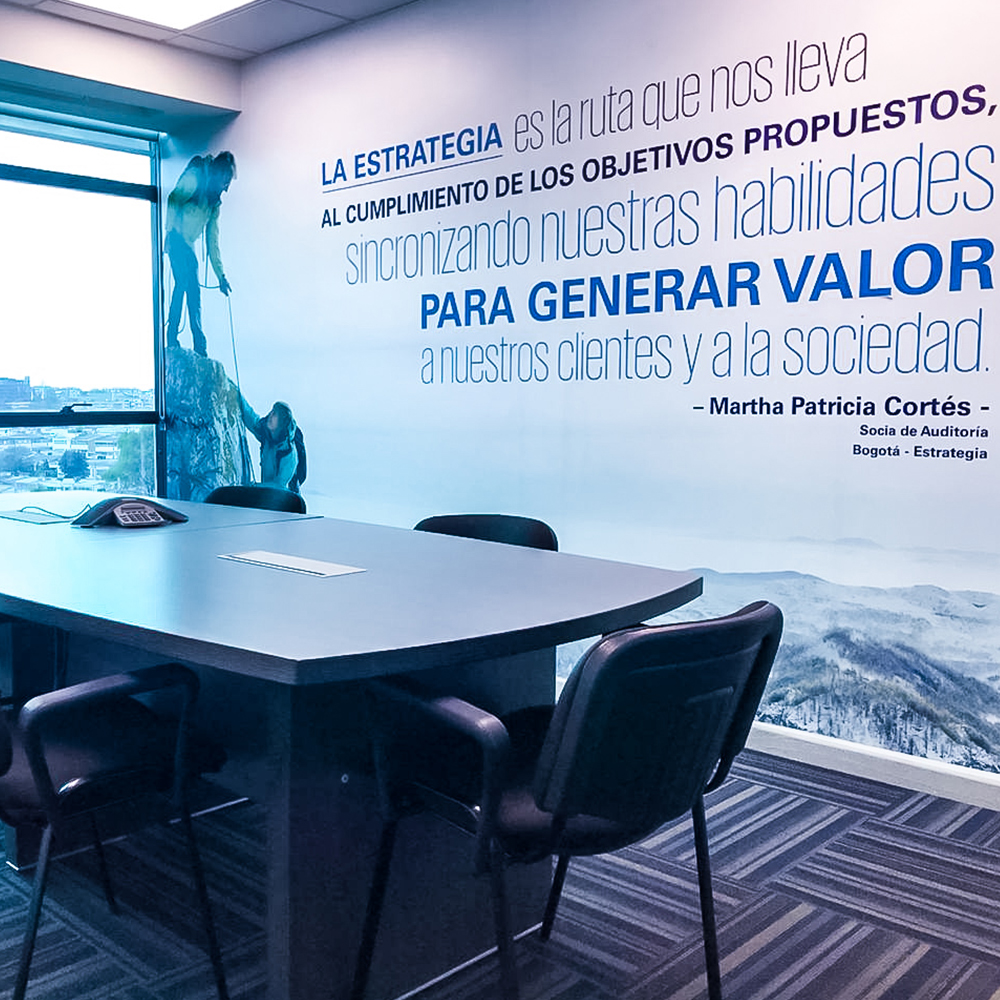 LA ESTRATEGIA es la ruta que nos lleva
AL CUMPLIMIENTO DE LOS OBJETIVOS PROPUESTOS,
sincronizando nuestras habilidades
PARA GENERAR VALOR
a nuestros clientes y a la sociedad.
– Martha Patricia Cortés -
Socia de Auditoría
Bogotá - Estrategia